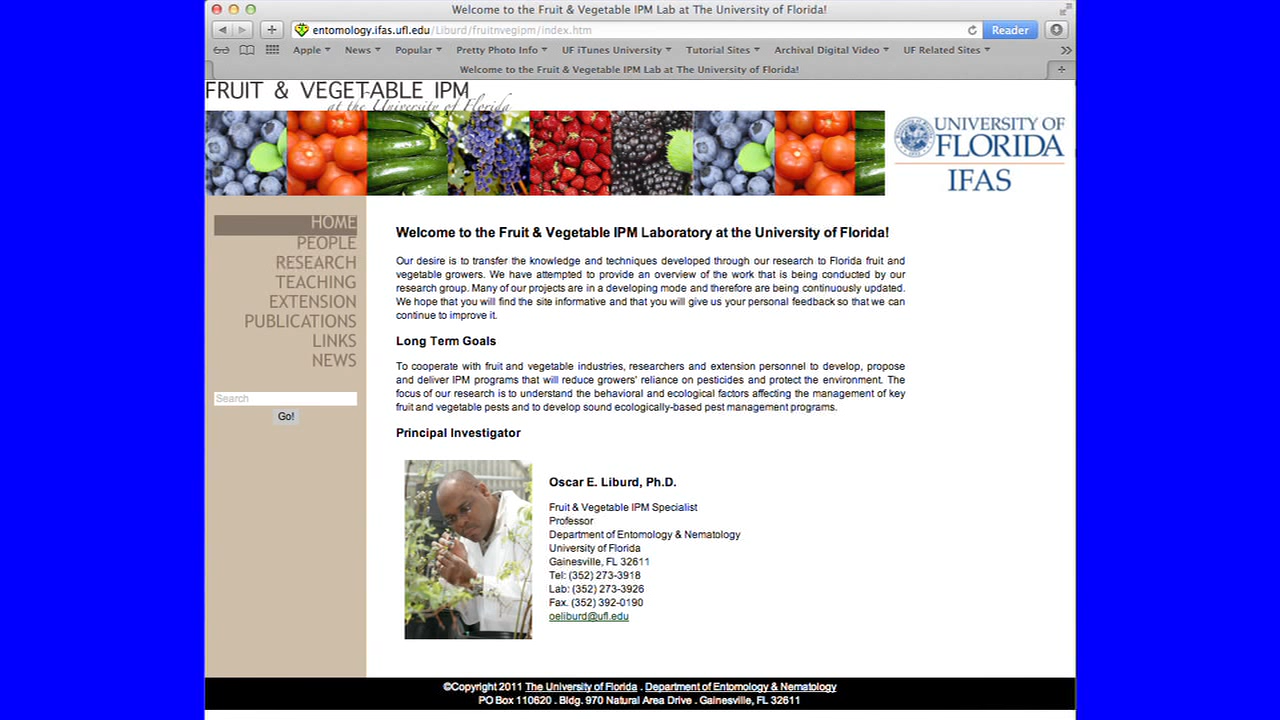 Welcome to the Fruit & Vegetable IPM Lab at The University of Florida!
entomology.ifas.ufl.edu/Liburd/fruitnvegipm/index.htm
Reader
Apple News Popular Pretty Photo Info UF iTunes University Tutorial Sites Archival Digital Video UF Related Sites
Welcome to the Fruit & Vegetable IPM Lab at The University of Florida!
FRUIT & VEGETABLE IPM
at the University of Florida
UNIVERSITY OF
FLORIDA
IFAS
HOME
PEOPLE
RESEARCH
TEACHING
EXTENSION
PUBLICATIONS
LINKS
NEWS
Search
Go!
Welcome to the Fruit & Vegetable IPM Laboratory at the University of Florida!
Our desire is to transfer the knowledge and techniques developed through our research to Florida fruit and
vegetable growers. We have attempted to provide an overview of the work that is being conducted by our
research group. Many of our projects are in a developing mode and therefore are being continuously updated.
We hope that you will find the site informative and that you will give us your personal feedback so that we can
continue to improve it.
Long Term Goals
To cooperate with fruit and vegetable industries, researchers and extension personnel to develop, propose
and deliver IPM programs that will reduce growers' reliance on pesticides and protect the environment. The
focus of our research is to understand the behavioral and ecological factors affecting the management of key
fruit and vegetable pests and to develop sound ecologically-based pest management programs.
Principal Investigator
Oscar E. Liburd, Ph.D.
Fruit & Vegetable IPM Specialist
Professor
Department of Entomology & Nematology
University of Florida
Gainesville, FL 32611
Tel: (352) 273-3918
Lab: (352) 273-3926
Fax. (352) 392-0190
oeliburd@ufl.edu
©Copyright 2011 The University of Florida . Department of Entomology & Nematology
PO Box 110620 . Bldg. 970 Natural Area Drive . Gainesville, FL 32611